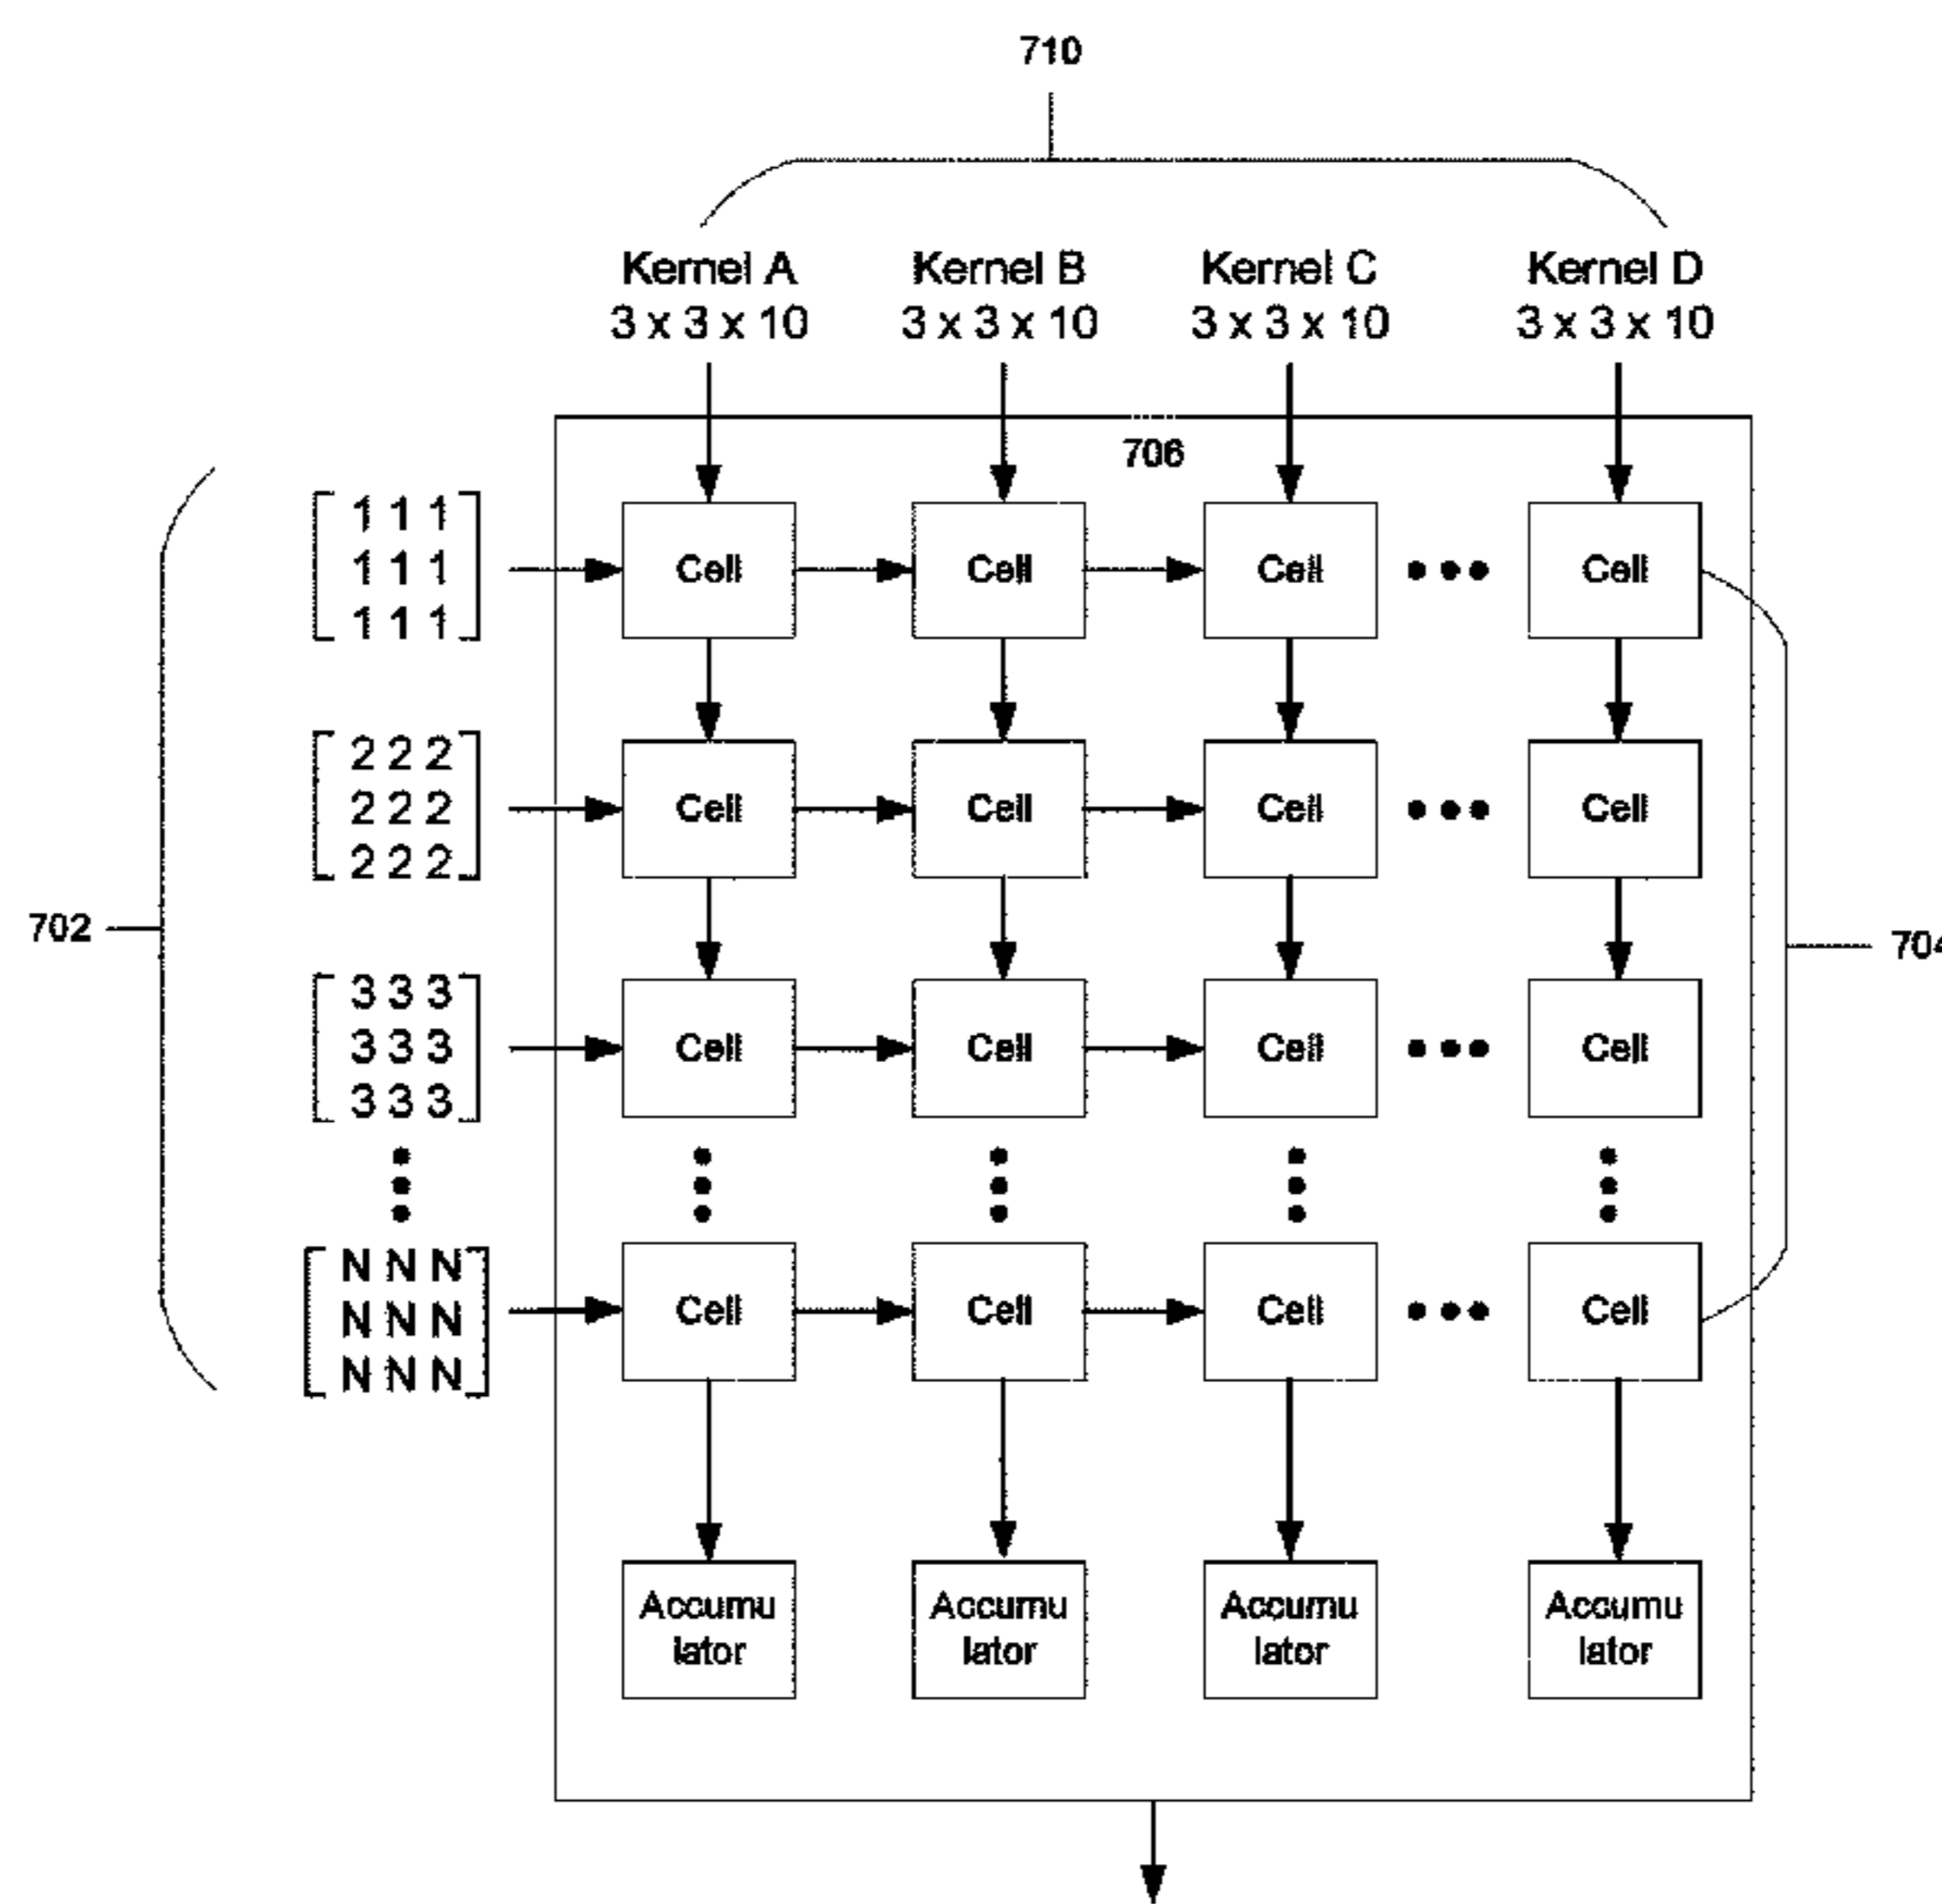 710
Kernel A Kernel B Kernel C Kernel D
3 x 3 x 10 3 x 3 x 10 3 x 3 x 10 3 x 3 x 10
706
1 1 1
1 1 1
1 1 1
Cell Cell Cell Cell
2 2 2
2 2 2
2 2 2
Cell Cell Cell Cell
702
704
3 3 3
3 3 3
3 3 3
Cell Cell Cell Cell
N N N
N N N
N N N
Cell Cell Cell Cell
Accumu Accumu Accumu Accumu
lator lator lator lator